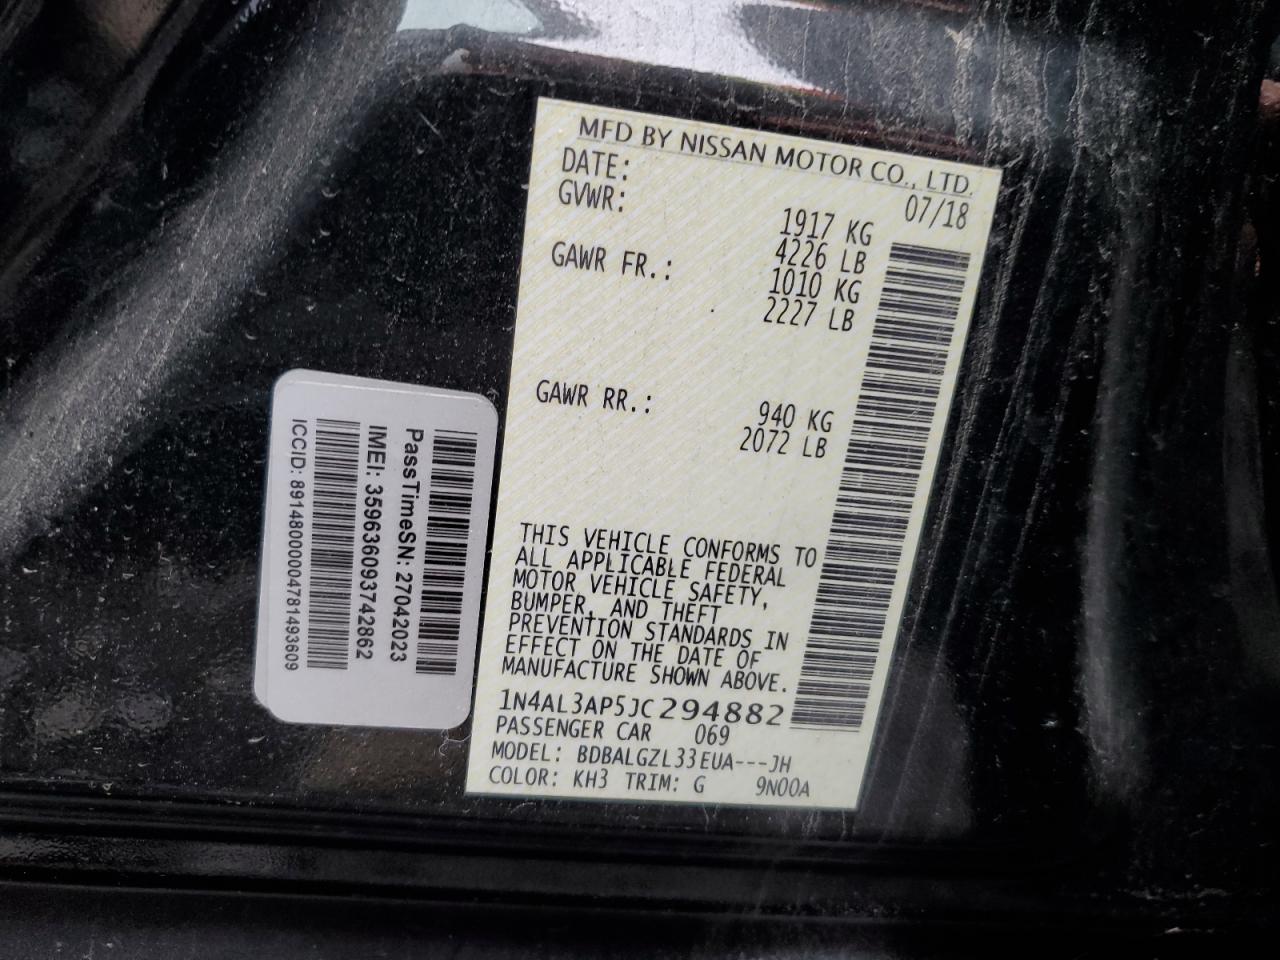 MFD BY NISSAN MOTOR CO., LTD.
DATE: 07/18
GVWR: 1917 KG
4226 LB
GAWR FR.: 1010 KG
2227 LB
GAWR RR.: 940 KG
2072 LB
THIS VEHICLE CONFORMS TO
ALL APPLICABLE FEDERAL
MOTOR VEHICLE SAFETY,
BUMPER, AND THEFT
PREVENTION STANDARDS IN
EFFECT ON THE DATE OF
MANUFACTURE SHOWN ABOVE.
1N4AL3AP5JC294882
PASSENGER CAR 069
MODEL: BDBALGZL33EUA---JH
COLOR: KH3 TRIM: G 9N00A
PassTimeSN: 27042023
IMEI: 359636093742862
ICCID: 89148000004781493609